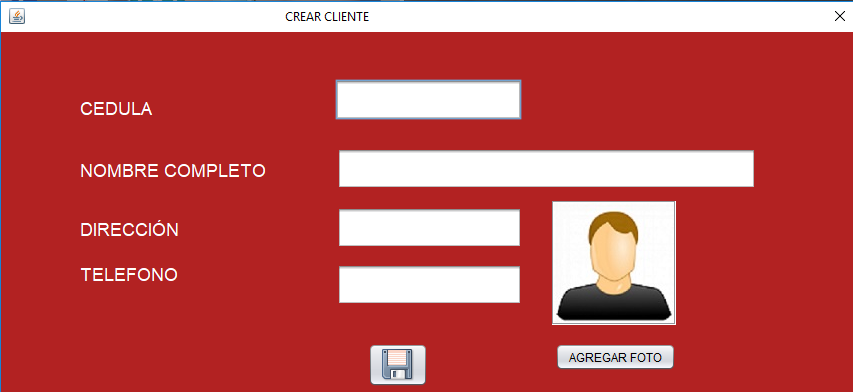 CREAR CLIENTE
CEDULA
NOMBRE COMPLETO
DIRECCIÓN
TELEFONO
AGREGAR FOTO